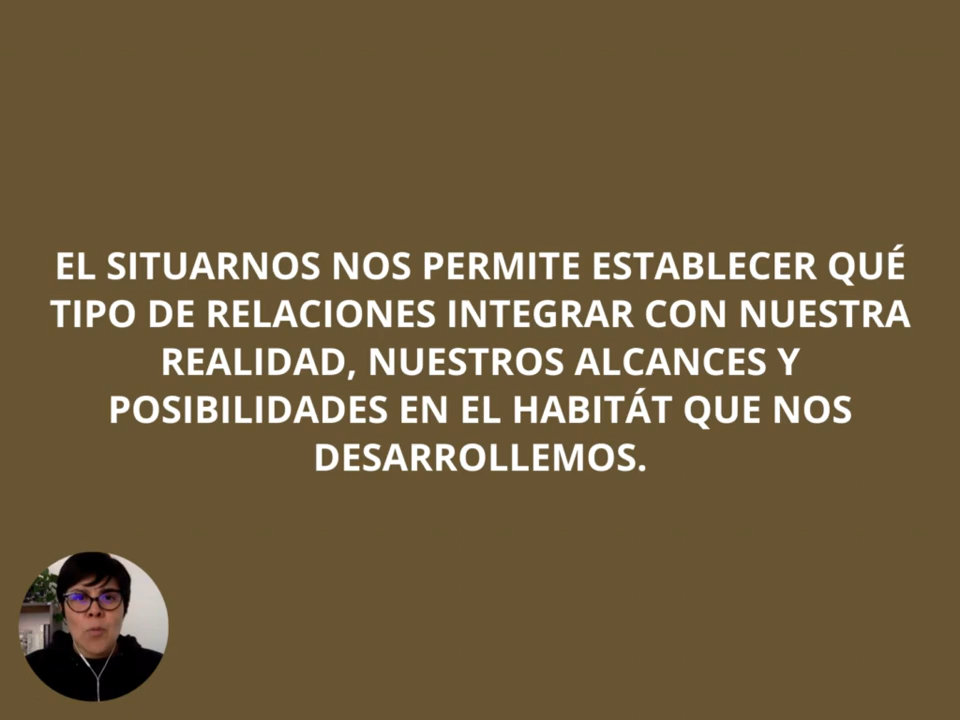 EL SITUARNOS NOS PERMITE ESTABLECER QUÉ
TIPO DE RELACIONES INTEGRAR CON NUESTRA
REALIDAD, NUESTROS ALCANCES Y
POSIBILIDADES EN EL HABITÁT QUE NOS
DESARROLLEMOS.